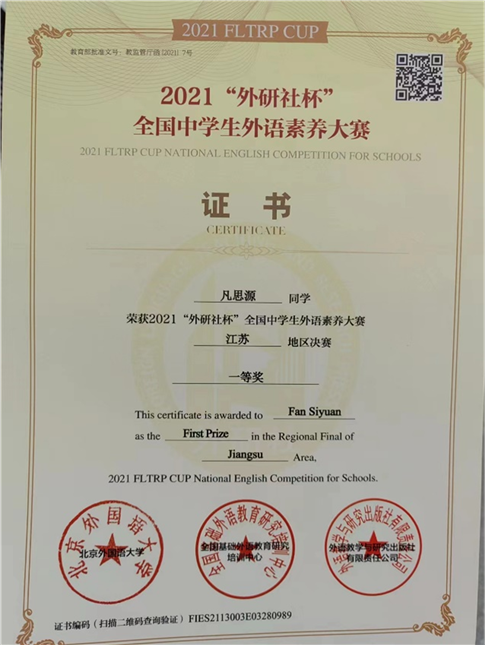 2021 FLTRP CUP
教育部批准文号：教监管厅函〔2021〕7号
2021“外研社杯”
全国中学生外语素养大赛
2021 FLTRP CUP NATIONAL ENGLISH COMPETITION FOR SCHOOLS
证 书
CERTIFICATE
凡思源 同学
荣获2021“外研社杯”全国中学生外语素养大赛
江苏 地区决赛
一等奖
This certificate is awarded to Fan Siyuan
as the First Prize in the Regional Final of
Jiangsu Area,
2021 FLTRP CUP National English Competition for Schools.
北京外国语大学
北京外国语大学
全国基础外语教育研究
培训中心
全国基础外语教育研究培训中心
外语教学与研究出版社
有限责任公司
外语教学与研究出版社有限责任公司
证书编码（扫描二维码查询验证）FIES2113003E03280989